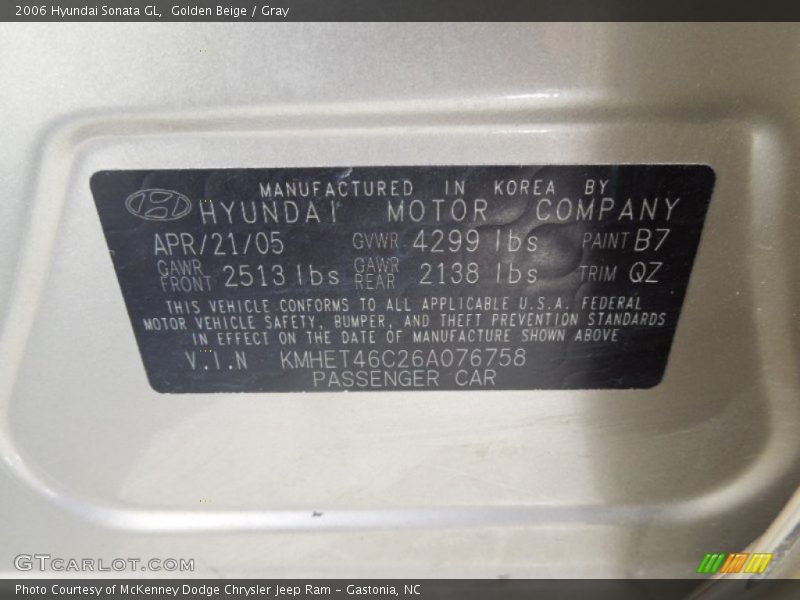 2006 Hyundai Sonata GL, Golden Beige / Gray
MANUFACTURED IN KOREA BY
HYUNDAI MOTOR COMPANY
APR/21/05 GVWR 4299 lbs PAINT B7
GAWR FRONT 2513 lbs GAWR REAR 2138 lbs TRIM QZ
THIS VEHICLE CONFORMS TO ALL APPLICABLE U.S.A. FEDERAL
MOTOR VEHICLE SAFETY, BUMPER, AND THEFT PREVENTION STANDARDS
IN EFFECT ON THE DATE OF MANUFACTURE SHOWN ABOVE
V.I.N KMHET46C26A076758
PASSENGER CAR
GTCARLOT.COM
Photo Courtesy of McKenney Dodge Chrysler Jeep Ram - Gastonia, NC